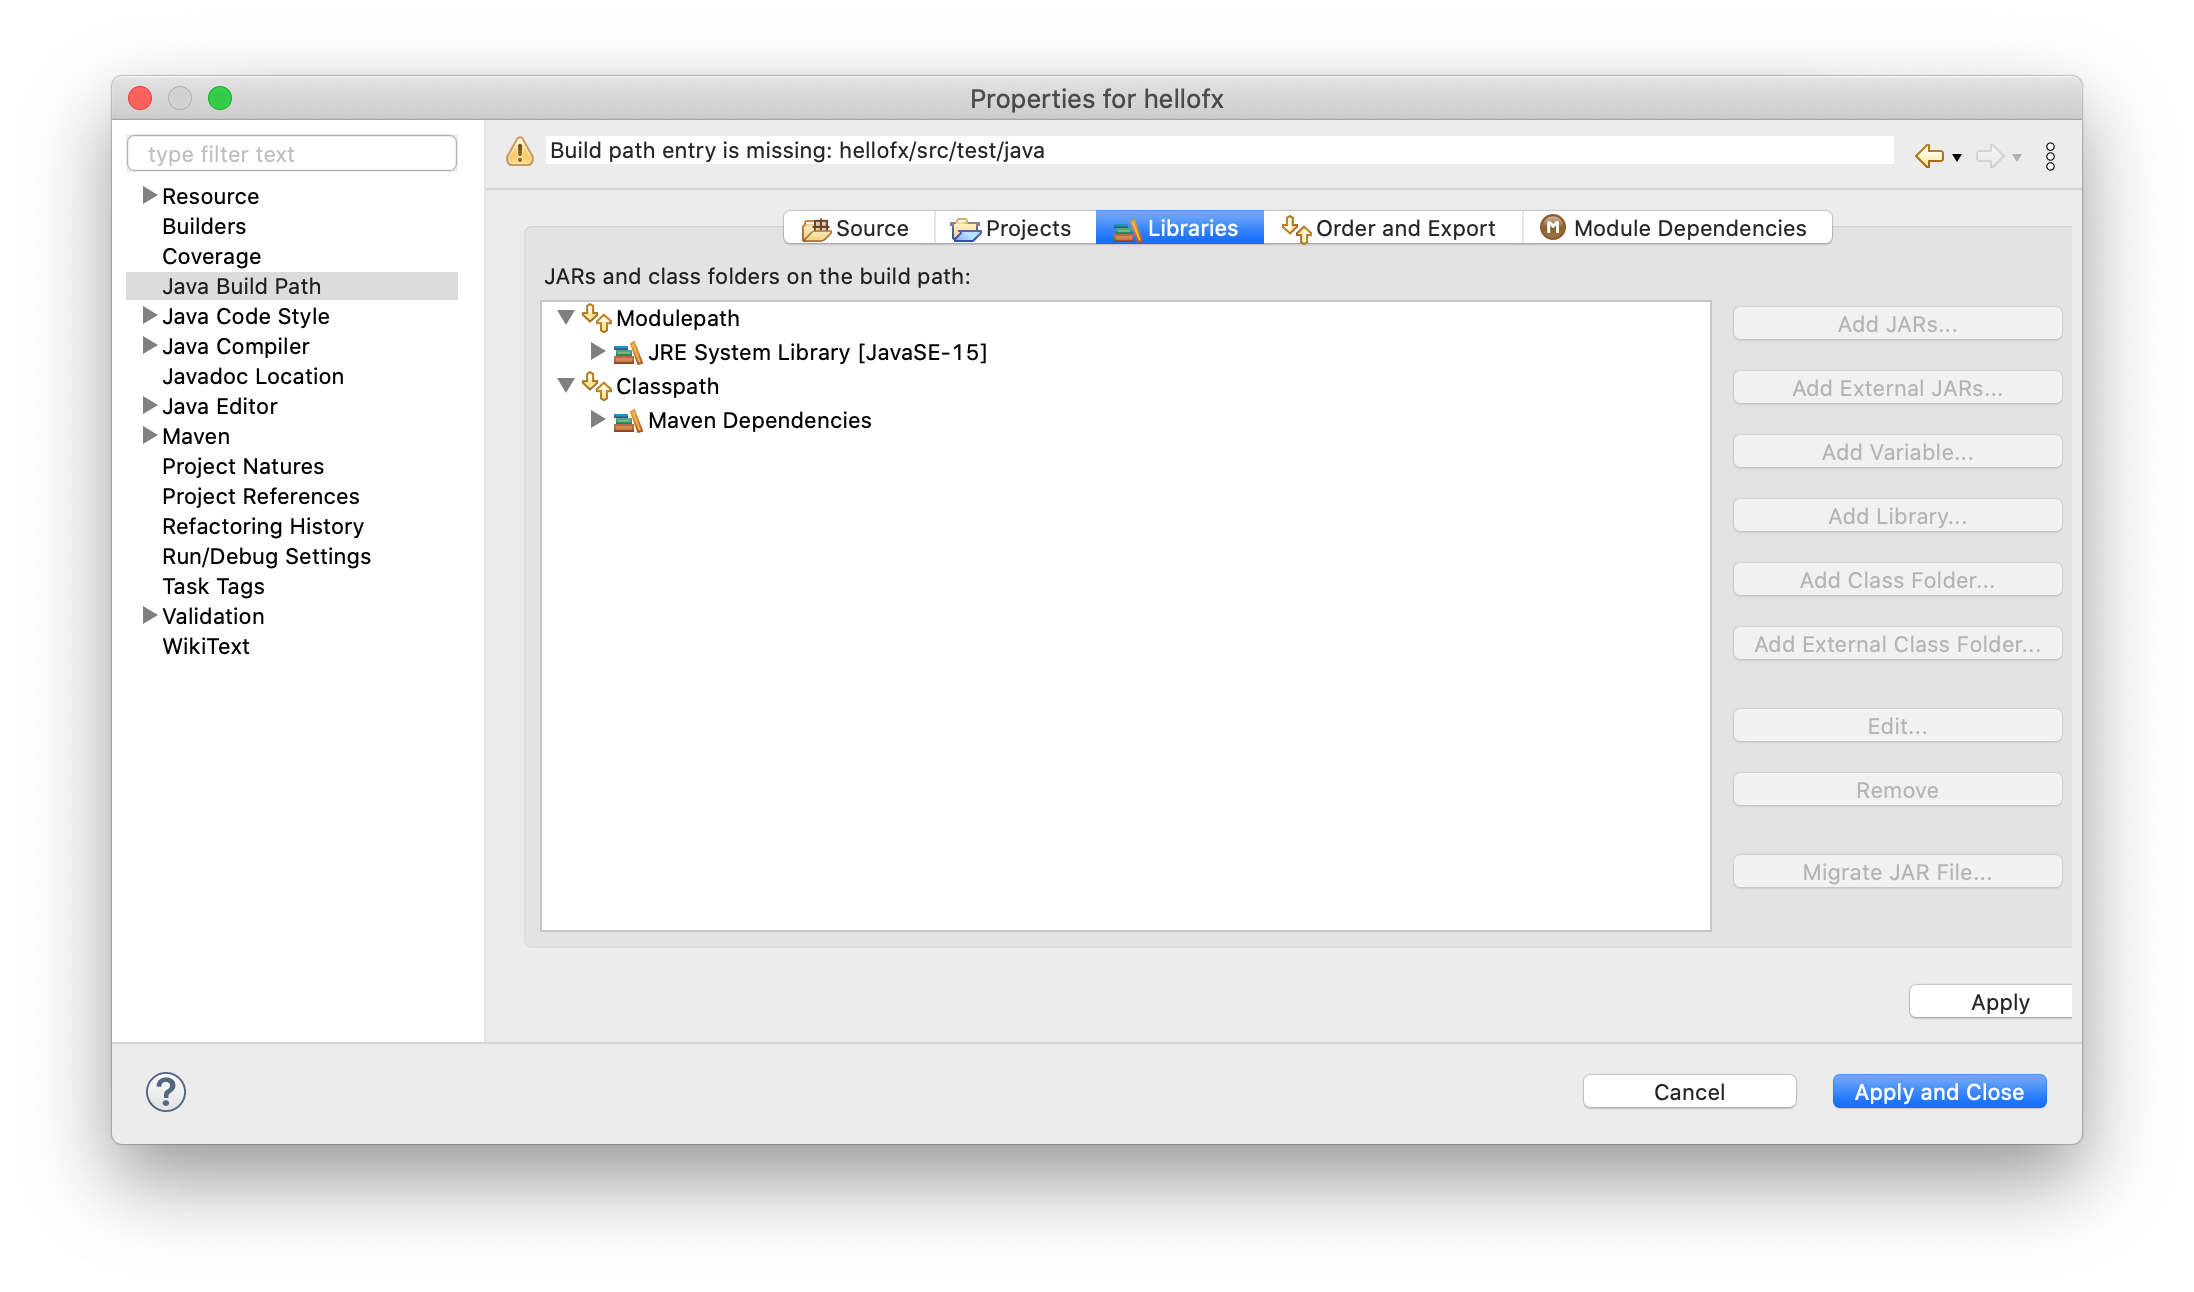 Properties for hellofx
type filter text
Resource
Builders
Coverage
Java Build Path
Java Code Style
Java Compiler
Javadoc Location
Java Editor
Maven
Project Natures
Project References
Refactoring History
Run/Debug Settings
Task Tags
Validation
WikiText
Build path entry is missing: hellofx/src/test/java
Source Projects Libraries Order and Export M Module Dependencies
JARs and class folders on the build path:
Modulepath
JRE System Library [JavaSE-15]
Classpath
Maven Dependencies
Add JARs...
Add External JARs...
Add Variable...
Add Library...
Add Class Folder...
Add External Class Folder...
Edit...
Remove
Migrate JAR File...
Apply
?
Cancel Apply and Close